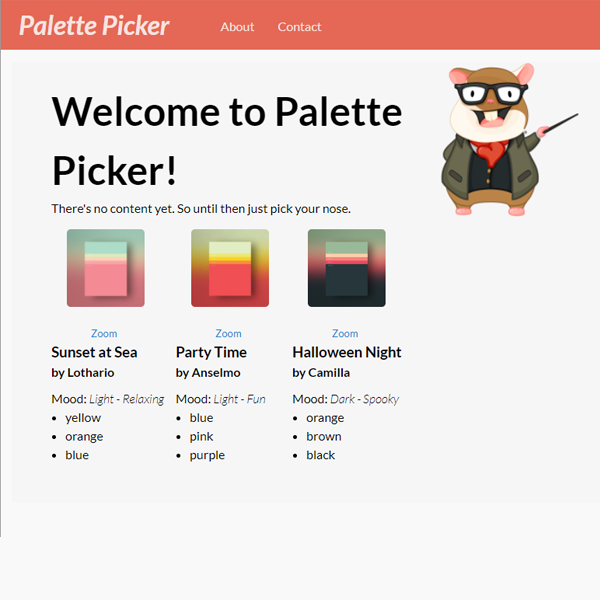 Palette Picker About Contact
Welcome to Palette
Picker!
There's no content yet. So until then just pick your nose.
Zoom Zoom Zoom
Sunset at Sea Party Time Halloween Night
by Lothario by Anselmo by Camilla
Mood: Light - Relaxing Mood: Light - Fun Mood: Dark - Spooky
• yellow • blue • orange
• orange • pink • brown
• blue • purple • black